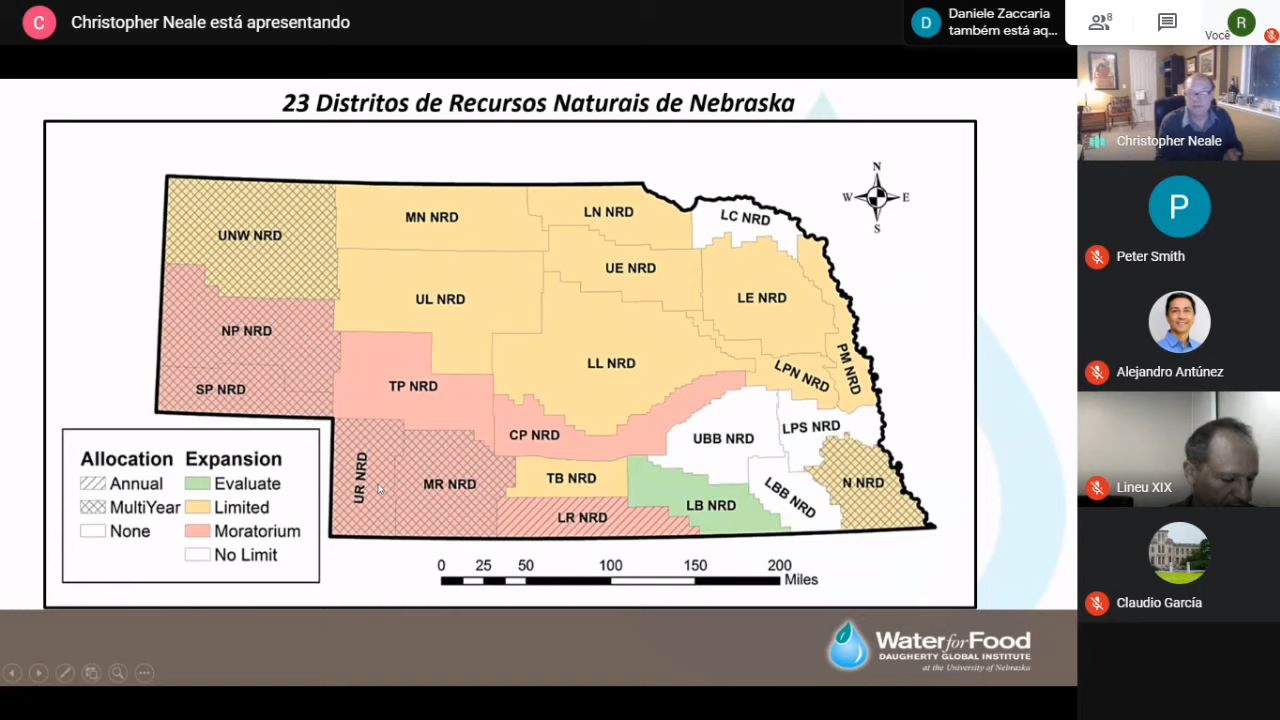 C Christopher Neale está apresentando
D Daniele Zaccaria
também está aq...
8
Você
R
23 Distritos de Recursos Naturais de Nebraska
N
W E
S
UNW NRD
MN NRD
LN NRD
LC NRD
UE NRD
UL NRD
LE NRD
NP NRD
LL NRD
PM NRD
LPN NRD
SP NRD
TP NRD
CP NRD
UBB NRD
LPS NRD
UR NRD
MR NRD
TB NRD
LBB NRD
N NRD
LB NRD
LR NRD
Allocation Expansion
Annual Evaluate
MultiYear Limited
None Moratorium
No Limit
0 25 50 100 150 200
Miles
Water for Food
DAUGHERTY GLOBAL INSTITUTE
at the University of Nebraska
Christopher Neale
P
Peter Smith
Alejandro Antúnez
Lineu XIX
Claudio García